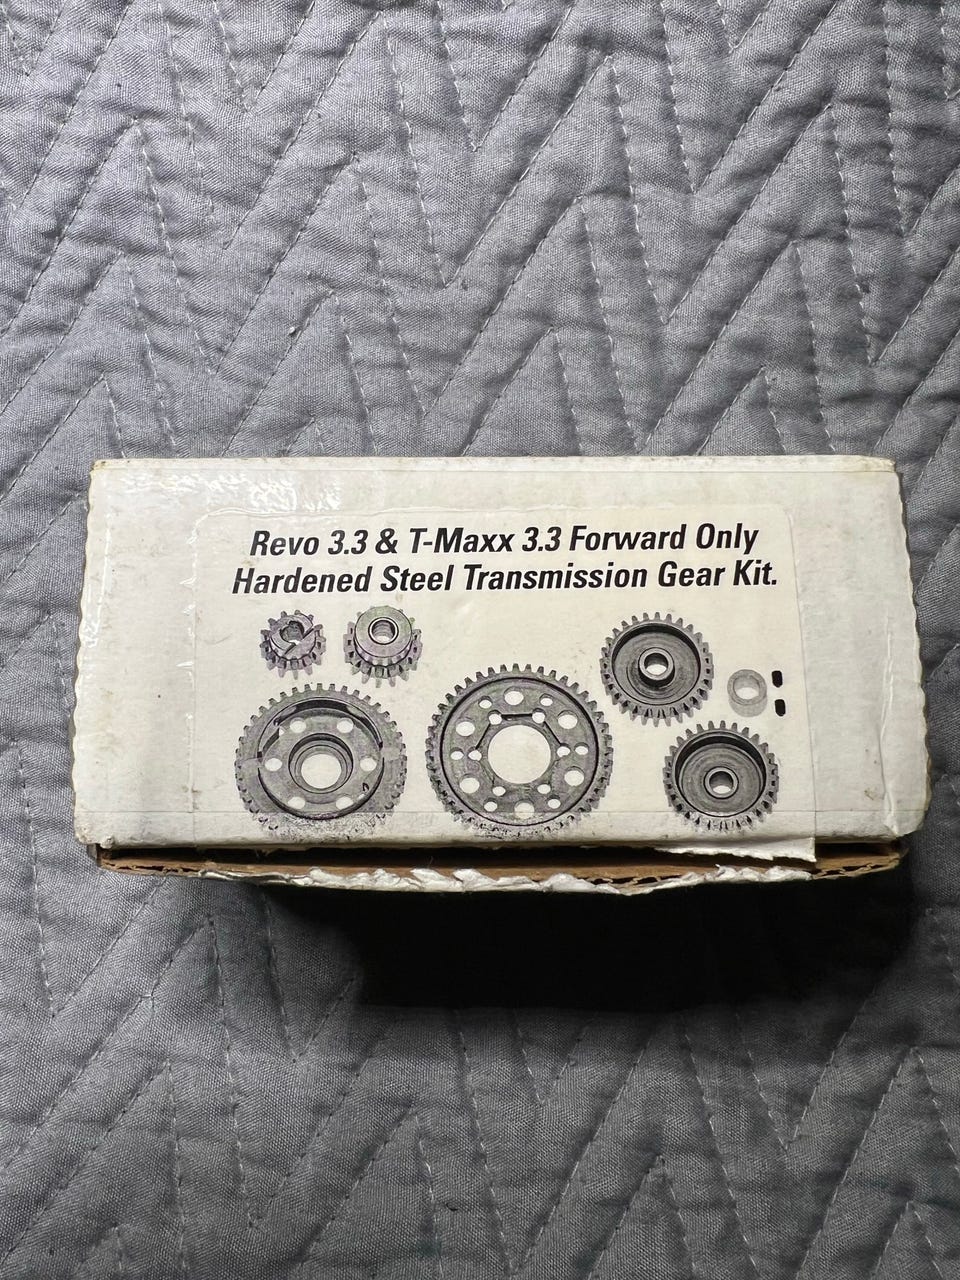 Revo 3.3 & T-Maxx 3.3 Forward Only
Hardened Steel Transmission Gear Kit.